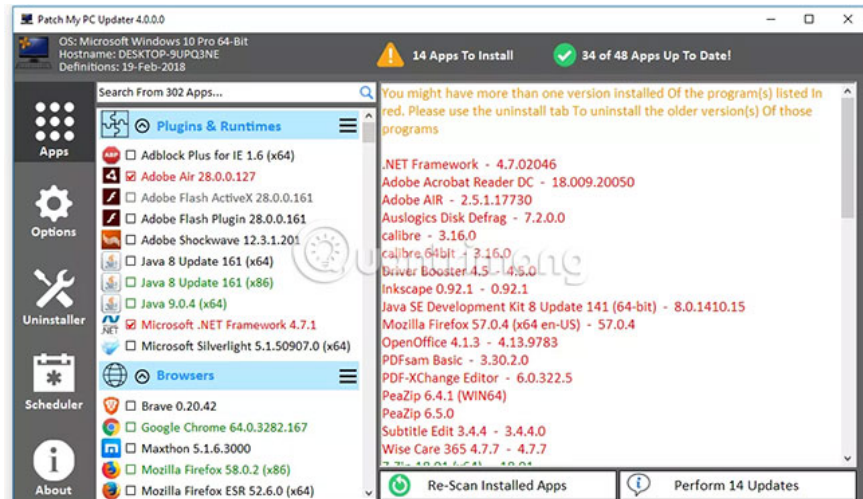 Patch My PC Updater 4.0.0.0
OS: Microsoft Windows 10 Pro 64-Bit
Hostname: DESKTOP-9UPQ3NE
Definitions: 19-Feb-2018
14 Apps To Install
34 of 48 Apps Up To Date!
Apps
Options
Uninstaller
Scheduler
About
Search From 302 Apps...
Plugins & Runtimes
Adblock Plus for IE 1.6 (x64)
Adobe Air 28.0.0.127
Adobe Flash ActiveX 28.0.0.161
Adobe Flash Plugin 28.0.0.161
Adobe Shockwave 12.3.1.201
Java 8 Update 161 (x64)
Java 8 Update 161 (x86)
Java 9.0.4 (x64)
Microsoft .NET Framework 4.7.1
Microsoft Silverlight 5.1.50907.0 (x64)
Browsers
Brave 0.20.42
Google Chrome 64.0.3282.167
Maxthon 5.1.6.3000
Mozilla Firefox 58.0.2 (x86)
Mozilla Firefox ESR 52.6.0 (x64)
You might have more than one version installed Of the program(s) listed In
red. Please use the uninstall tab To uninstall the older version(s) Of those
programs
.NET Framework - 4.7.02046
Adobe Acrobat Reader DC - 18.009.20050
Adobe AIR - 2.5.1.17730
Auslogics Disk Defrag - 7.2.0.0
calibre - 3.16.0
calibre 64bit - 3.16.0
Driver Booster 4.5 - 4.5.0
Inkscape 0.92.1 - 0.92.1
Java SE Development Kit 8 Update 141 (64-bit) - 8.0.1410.15
Mozilla Firefox 57.0.4 (x64 en-US) - 57.0.4
OpenOffice 4.1.3 - 4.13.9783
PDFsam Basic - 3.30.2.0
PDF-XChange Editor - 6.0.322.5
PeaZip 6.4.1 (WIN64)
PeaZip 6.5.0
Subtitle Edit 3.4.4 - 3.4.4.0
Wise Care 365 4.7.7 - 4.7.7
7-Zip 18.01 (x64) - 18.01
Re-Scan Installed Apps
Perform 14 Updates
Quantrimang